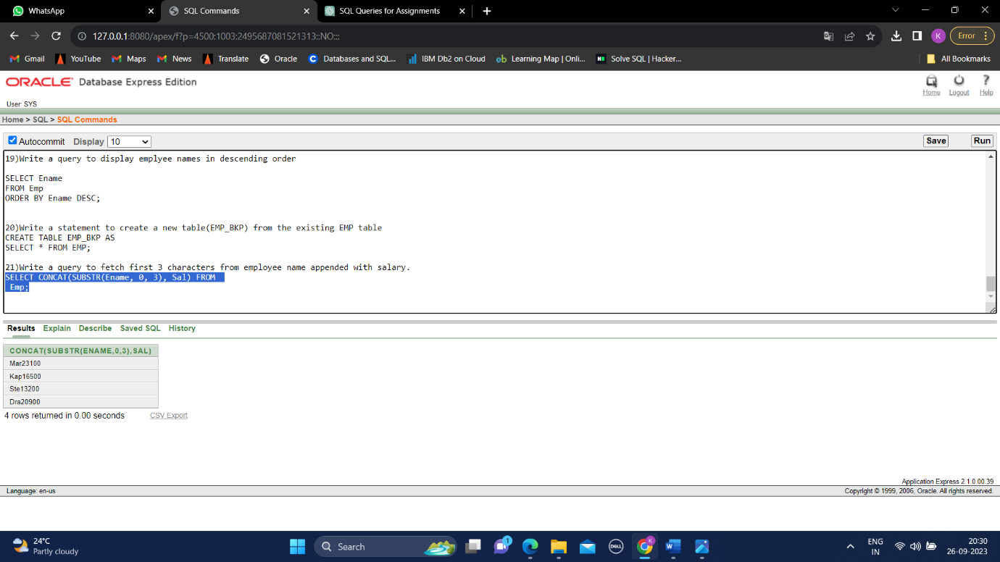 WhatsApp
SQL Commands
SQL Queries for Assignments
127.0.0.1:8080/apex/f?p=4500:1003:2495687081521313::NO:::
K
Error
Gmail
YouTube
Maps
News
Translate
Oracle
Databases and SQL...
IBM Db2 on Cloud
Learning Map | Onli...
Solve SQL | Hacker...
All Bookmarks
ORACLE Database Express Edition
Home
Logout
Help
User: SYS
Home > SQL > SQL Commands
Autocommit Display 10
Save
Run
19)Write a query to display emplyee names in descending order
SELECT Ename
FROM Emp
ORDER BY Ename DESC;
20)Write a statement to create a new table(EMP_BKP) from the existing EMP table
CREATE TABLE EMP_BKP AS
SELECT * FROM EMP;
21)Write a query to fetch first 3 characters from employee name appended with salary.
SELECT CONCAT(SUBSTR(Ename, 0, 3), Sal) FROM
Emp;
Results Explain Describe Saved SQL History
CONCAT(SUBSTR(ENAME,0,3),SAL)
Mar23100
Kap16500
Ste13200
Dra20900
4 rows returned in 0.00 seconds
CSV Export
Application Express 2.1.0.00.39
Language: en-us
Copyright © 1999, 2006, Oracle. All rights reserved.
24°C
Partly cloudy
Search
1
DELL
K
W
ENG
IN
20:30
26-09-2023